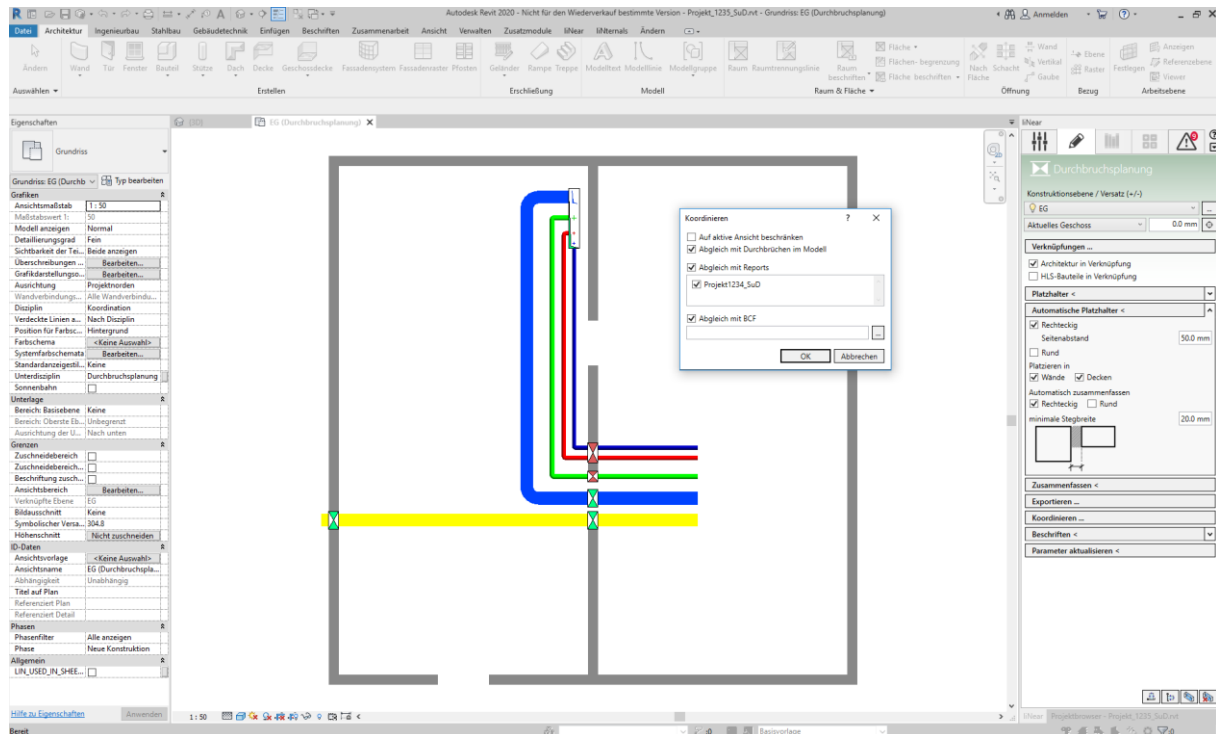 Autodesk Revit 2020 - Nicht für den Wiederverkauf bestimmte Version - Projekt_1235_SuD.rvt - Grundriss: EG (Durchbruchsplanung)
Anmelden
Datei Architektur Ingenieurbau Stahlbau Gebäudetechnik Einfügen Beschriften Zusammenarbeit Ansicht Verwalten Zusatzmodule liNear liNternals Ändern
Ändern Wand Tür Fenster Bauteil Stütze Dach Decke Geschossdecke Fassadensystem Fassadenraster Pfosten Geländer Rampe Treppe Modelltext Modelllinie Modellgruppe Raum Raumtrennungslinie Raum beschriften
Fläche
Flächen- begrenzung
Fläche beschriften
Nach Fläche
Schacht
Wand
Vertikal
Gaube
Ebene
Raster
Festlegen
Anzeigen
Referenzebene
Viewer
Auswählen Erstellen Erschließung Modell Raum & Fläche Öffnung Bezug Arbeitsebene
Eigenschaften
(3D)
EG (Durchbruchsplanung)
Grundriss
Grundriss: EG (Durchb Typ bearbeiten
Grafiken
Ansichtsmaßstab 1 : 50
Maßstabswert 1: 50
Modell anzeigen Normal
Detaillierungsgrad Fein
Sichtbarkeit der Tei... Beide anzeigen
Überschreibungen ... Bearbeiten...
Grafikdarstellungso... Bearbeiten...
Ausrichtung Projektnorden
Wandverbindungs... Alle Wandverbindu...
Disziplin Koordination
Verdeckte Linien a... Nach Disziplin
Position für Farbsc... Hintergrund
Farbschema <Keine Auswahl>
Systemfarbschemata Bearbeiten...
Standardanzeigestil... Keine
Unterdisziplin Durchbruchsplanung
Sonnenbahn
Unterlage
Bereich: Basisebene Keine
Bereich: Oberste Eb... Unbegrenzt
Ausrichtung der U... Nach unten
Grenzen
Zuschneidebereich
Zuschneidebereich...
Beschriftung zusch...
Ansichtsbereich Bearbeiten...
Verknüpfte Ebene EG
Bildausschnitt Keine
Symbolischer Versa... 304.8
Höhenschnitt Nicht zuschneiden
ID-Daten
Ansichtsvorlage <Keine Auswahl>
Ansichtsname EG (Durchbruchspla...
Abhängigkeit Unabhängig
Titel auf Plan
Referenziert Plan
Referenziert Detail
Phasen
Phasenfilter Alle anzeigen
Phase Neue Konstruktion
Allgemein
LIN_USED_IN_SHEE...
Hilfe zu Eigenschaften Anwenden
Bereit
1 : 50
:0
Basisvorlage
:0
Koordinieren ? X
Auf aktive Ansicht beschränken
Abgleich mit Durchbrüchen im Modell
Abgleich mit Reports
Projekt1234_SuD
Abgleich mit BCF
...
OK Abbrechen
liNear
9
Durchbruchsplanung
Konstruktionsebene / Versatz (+/-)
EG
...
Aktuelles Geschoss 0.0 mm
Verknüpfungen ...
Architektur in Verknüpfung
HLS-Bauteile in Verknüpfung
Platzhalter <
Automatische Platzhalter <
Rechteckig
Seitenabstand 50.0 mm
Rund
Platzieren in
Wände Decken
Automatisch zusammenfassen
Rechteckig Rund
minimale Stegbreite 20.0 mm
Zusammenfassen <
Exportieren ...
Koordinieren ...
Beschriften <
Parameter aktualisieren <
liNear Projektbrowser - Projekt_1235_SuD.rvt